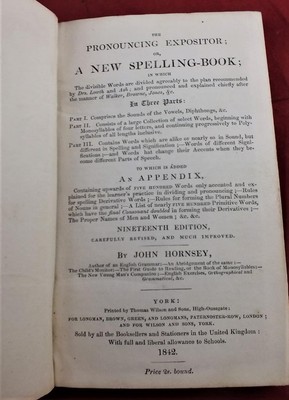 THE
PRONOUNCING EXPOSITOR;
OR,
A NEW SPELLING-BOOK;
IN WHICH
The divisible Words are divided agreeably to the plan recommended
by Drs. Lowth and Ash; and pronounced and explained chiefly after
the manner of Walker, Browne, Jones, &c.
In Three Parts:
PART I. Comprises the Sounds of the Vowels, Diphthongs, &c.
PART II. Consists of a large Collection of select Words, beginning with
Monosyllables of four letters, and continuing progressively to Poly-
syllables of all lengths inclusive.
PART III. Contains Words which are alike or nearly so in Sound, but
different in Spelling and Signification;—Words of different Signi-
fications;—and Words that change their Accents when they be-
come different Parts of Speech.
TO WHICH IS ADDED
AN APPENDIX,
Containing upwards of FIVE HUNDRED Words only accented and ex-
plained for the learner's practice in dividing and pronouncing;—Rules
for spelling Derivative Words;—Rules for forming the Plural Numbers
of Nouns in general;—A List of nearly FIVE HUNDRED Primitive Words,
which have the final Consonant doubled in forming their Derivatives;—
The Proper Names of Men and Women; &c. &c.
NINETEENTH EDITION,
CAREFULLY REVISED, AND MUCH IMPROVED.
BY JOHN HORNSEY,
Author of an English Grammar;—An Abridgement of the same;—
The Child's Monitor;—The First Guide to Reading, or the Book of Monosyllables;—
The New Young Man's Companion;—English Exercises, Orthographical and
Grammatical, &c.
YORK:
Printed by Thomas Wilson and Sons, High-Ousegate:
FOR LONGMAN, BROWN, GREEN, AND LONGMANS, PATERNOSTER-ROW, LONDON;
AND FOR WILSON AND SONS, YORK.
Sold by all the Booksellers and Stationers in the United Kingdom:
With full and liberal allowance to Schools.
1842.
Price 2s. bound.